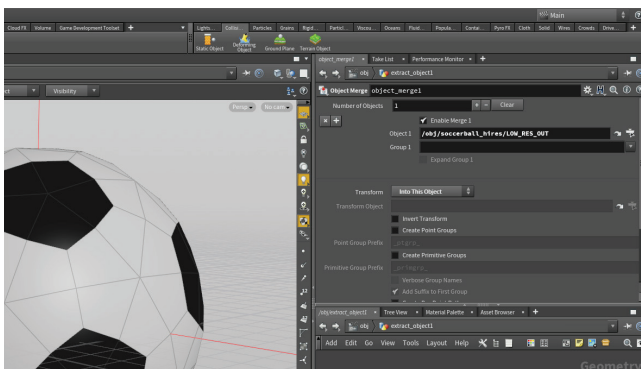 Main
Cloud FX Volume Game Development Toolset
Lights... Collisi... Particles Grains Rigid... Particl... Viscou... Oceans Fluid... Popula... Contai... Pyro FX Cloth Solid Wires Crowds Drive...
Static Object Deforming Object Ground Plane Terrain Object
object_merge1 Take List Performance Monitor
obj extract_object1
Object Merge object_merge1
ct Visibility
Number of Objects 1 Clear
Persp No cam
Enable Merge 1
Object 1 /obj/soccerball_hires/LOW_RES_OUT
Group 1
Expand Group 1
Transform Into This Object
Transform Object
Invert Transform
Create Point Groups
Point Group Prefix
Create Primitive Groups
Primitive Group Prefix
Verbose Group Names
Add Suffix to First Group
/obj/extract_object1 Tree View Material Palette Asset Browser
obj extract_object1
Add Edit Go View Tools Layout Help
Geometry